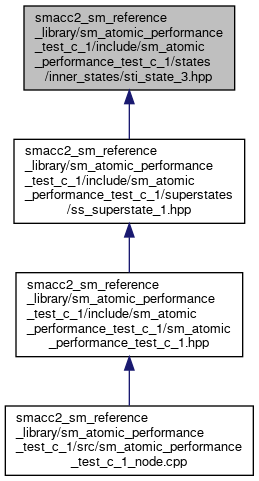 smacc2_sm_reference
_library/sm_atomic_performance
_test_c_1/include/sm_atomic
_performance_test_c_1/states
/inner_states/sti_state_3.hpp
smacc2_sm_reference
_library/sm_atomic_performance
_test_c_1/include/sm_atomic
_performance_test_c_1/superstates
/ss_superstate_1.hpp
smacc2_sm_reference
_library/sm_atomic_performance
_test_c_1/include/sm_atomic
_performance_test_c_1/sm_atomic
_performance_test_c_1.hpp
smacc2_sm_reference
_library/sm_atomic_performance
_test_c_1/src/sm_atomic_performance
_test_c_1_node.cpp